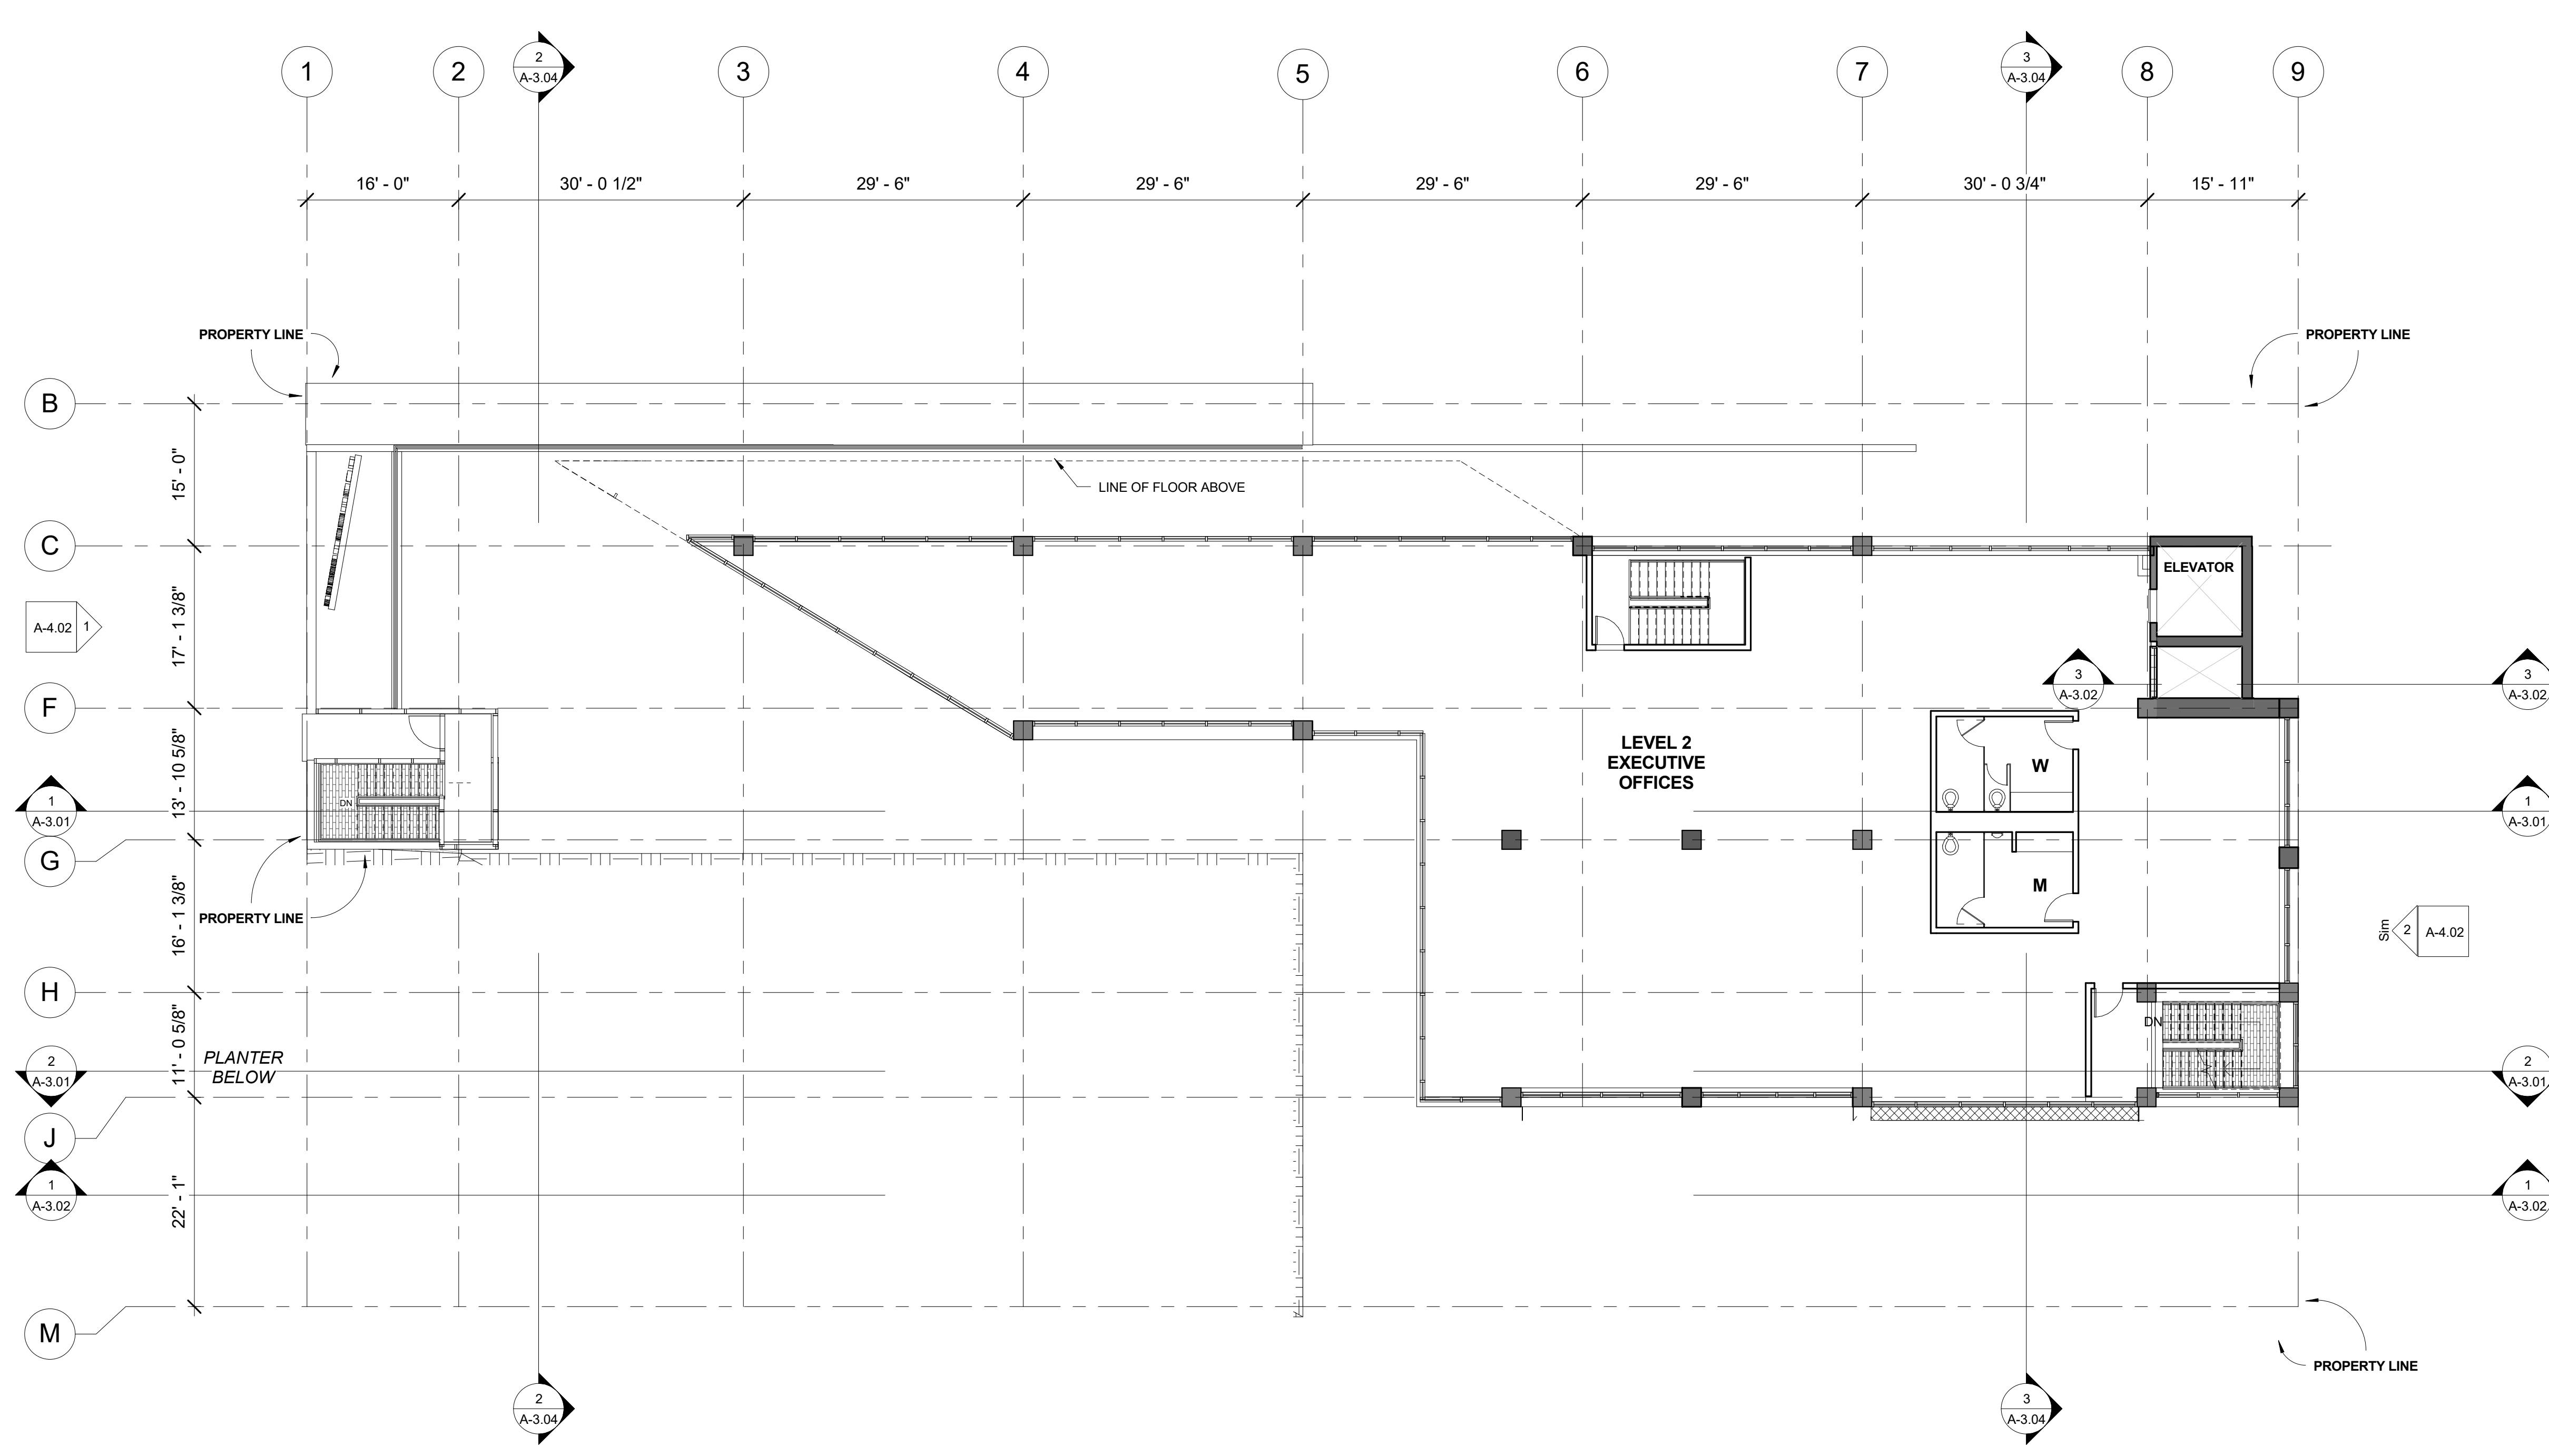 2
A-3.04
3
A-3.04
1
2
3
4
5
6
7
8
9
16' - 0"
30' - 0 1/2"
29' - 6"
29' - 6"
29' - 6"
29' - 6"
30' - 0 3/4"
15' - 11"
PROPERTY LINE
PROPERTY LINE
B
15' - 0"
LINE OF FLOOR ABOVE
C
ELEVATOR
17' - 1 3/8"
A-4.02
1
3
A-3.02
3
A-3.02
F
13' - 10 5/8"
LEVEL 2
EXECUTIVE
OFFICES
W
DN
1
A-3.01
1
A-3.01
G
M
16' - 1 3/8"
PROPERTY LINE
Sim
2
A-4.02
H
DN
11' - 0 5/8"
PLANTER
BELOW
2
A-3.01
2
A-3.01
J
1
A-3.02
1
A-3.02
22' - 1"
M
PROPERTY LINE
2
A-3.04
3
A-3.04